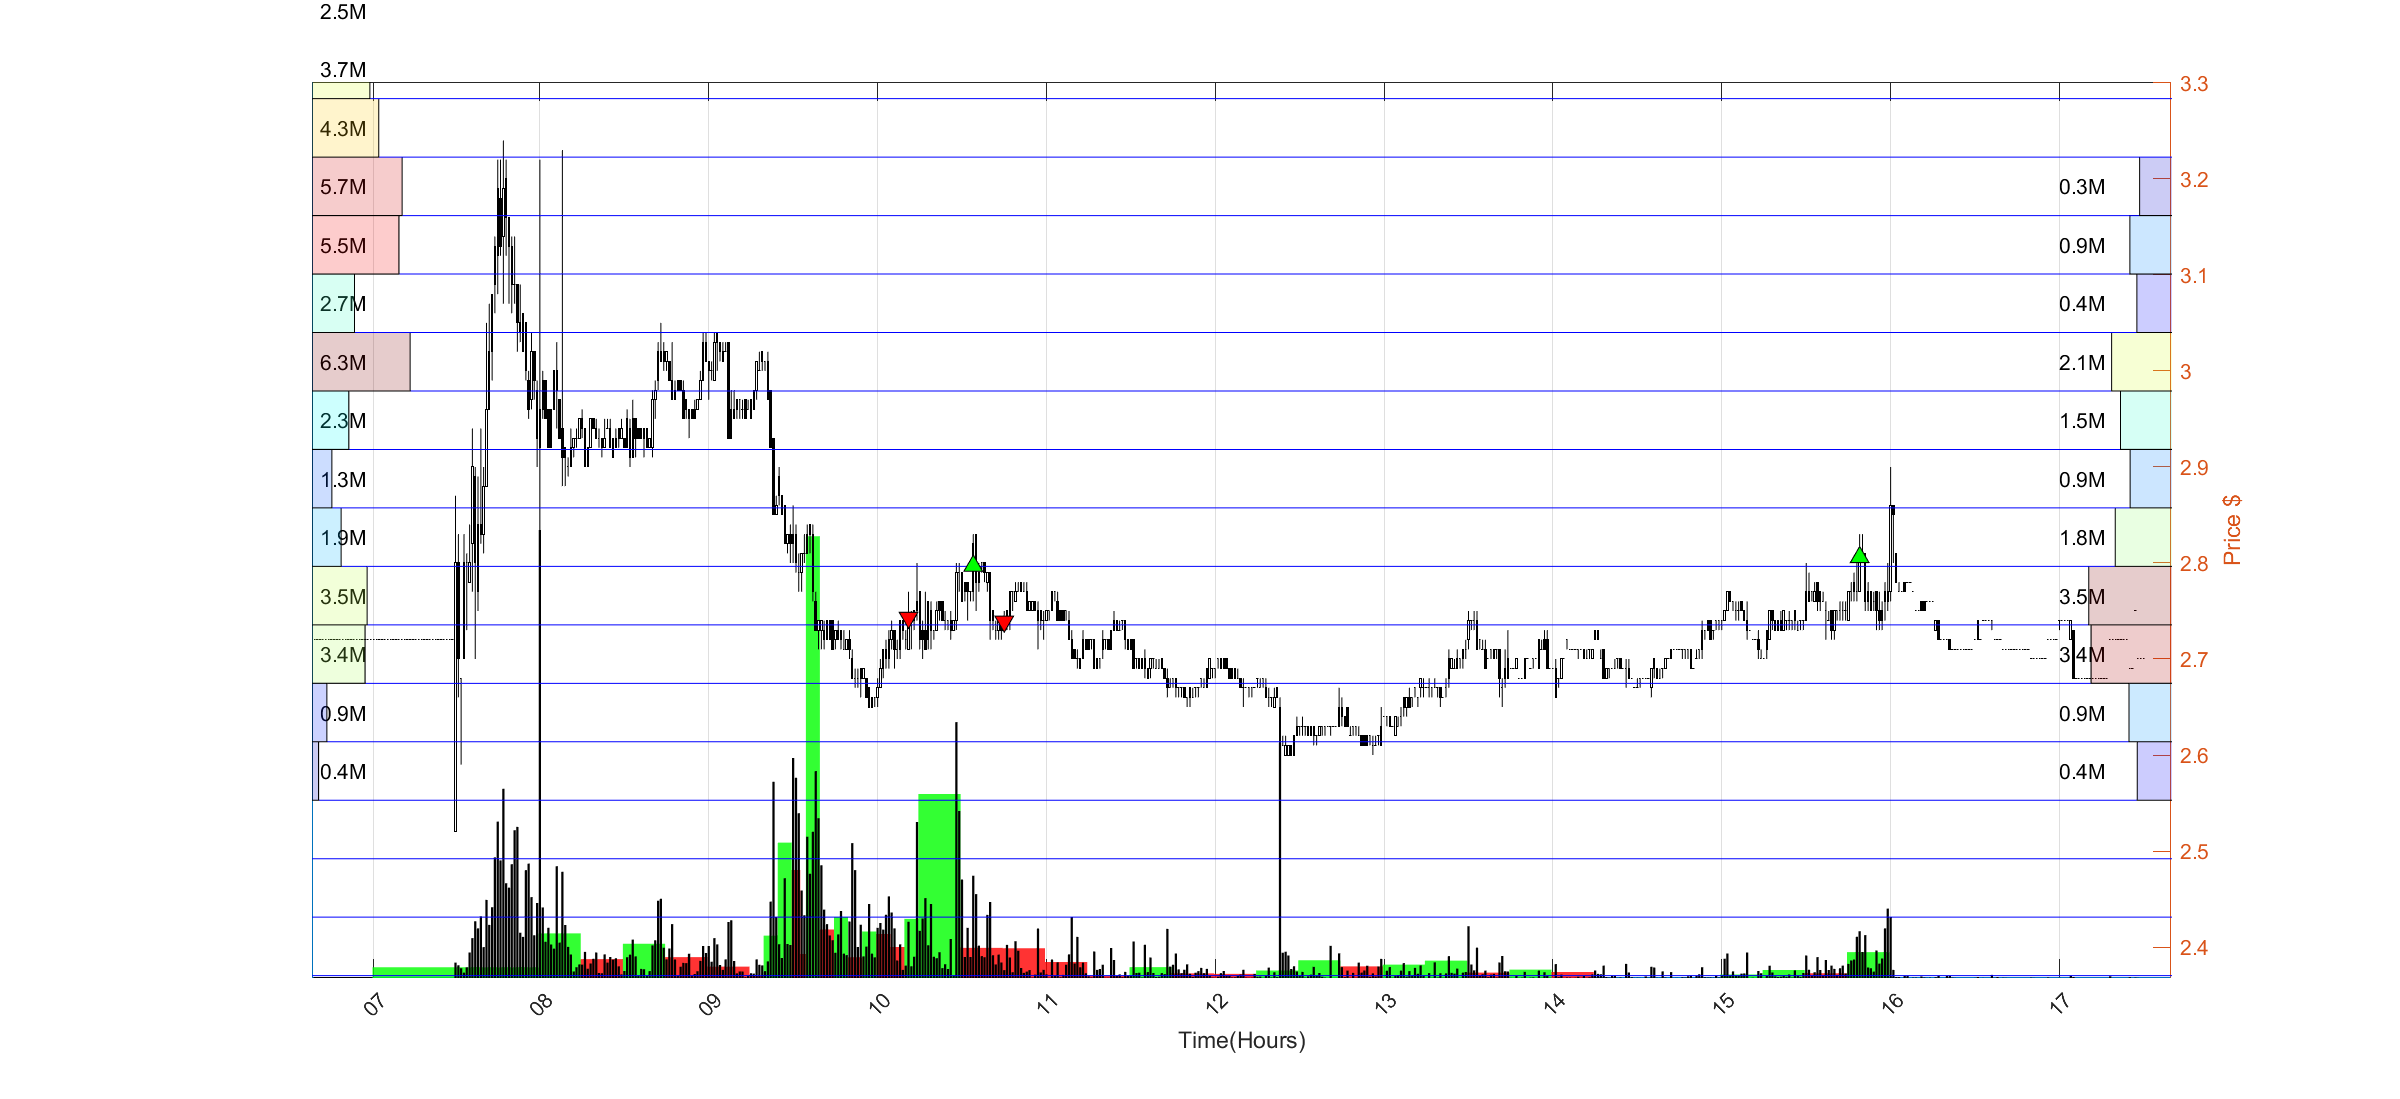 2.5M
3.7M
3.3
4.3M
5.7M 0.3M 3.2
5.5M 0.9M
2.7M 0.4M 3.1
6.3M 2.1M 3
2.3M 1.5M
1.3M 0.9M 2.9
1.9M 1.8M 2.8
Price $
3.5M 3.5M
3.4M 3.4M 2.7
0.9M 0.9M
0.4M 0.4M 2.6
2.5
2.4
07 08 09 10 11 12 13 14 15 16 17
Time(Hours)